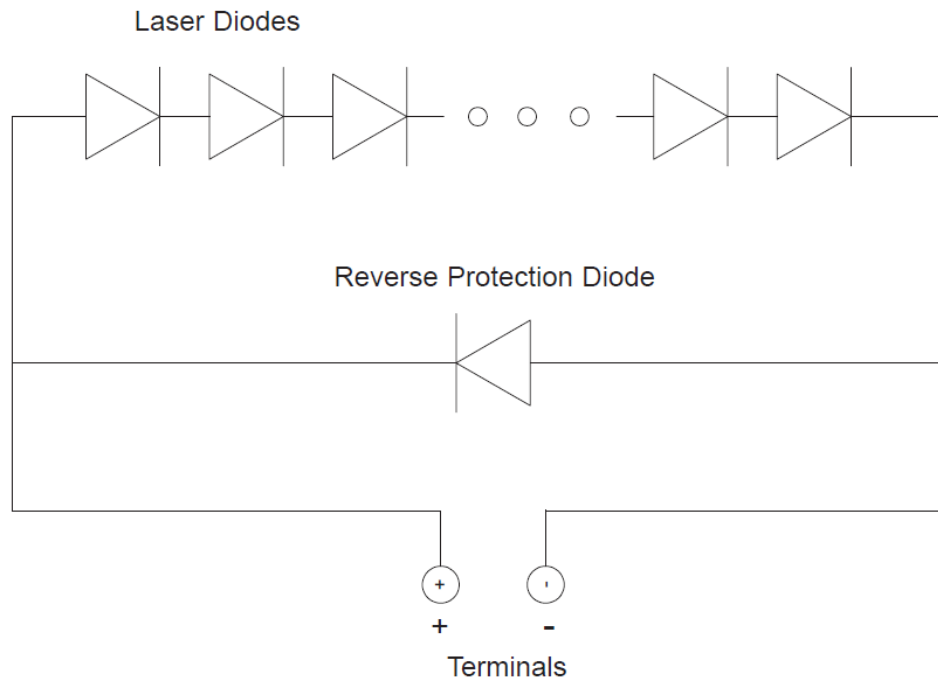 Laser Diodes
Reverse Protection Diode
+ -
+ -
Terminals